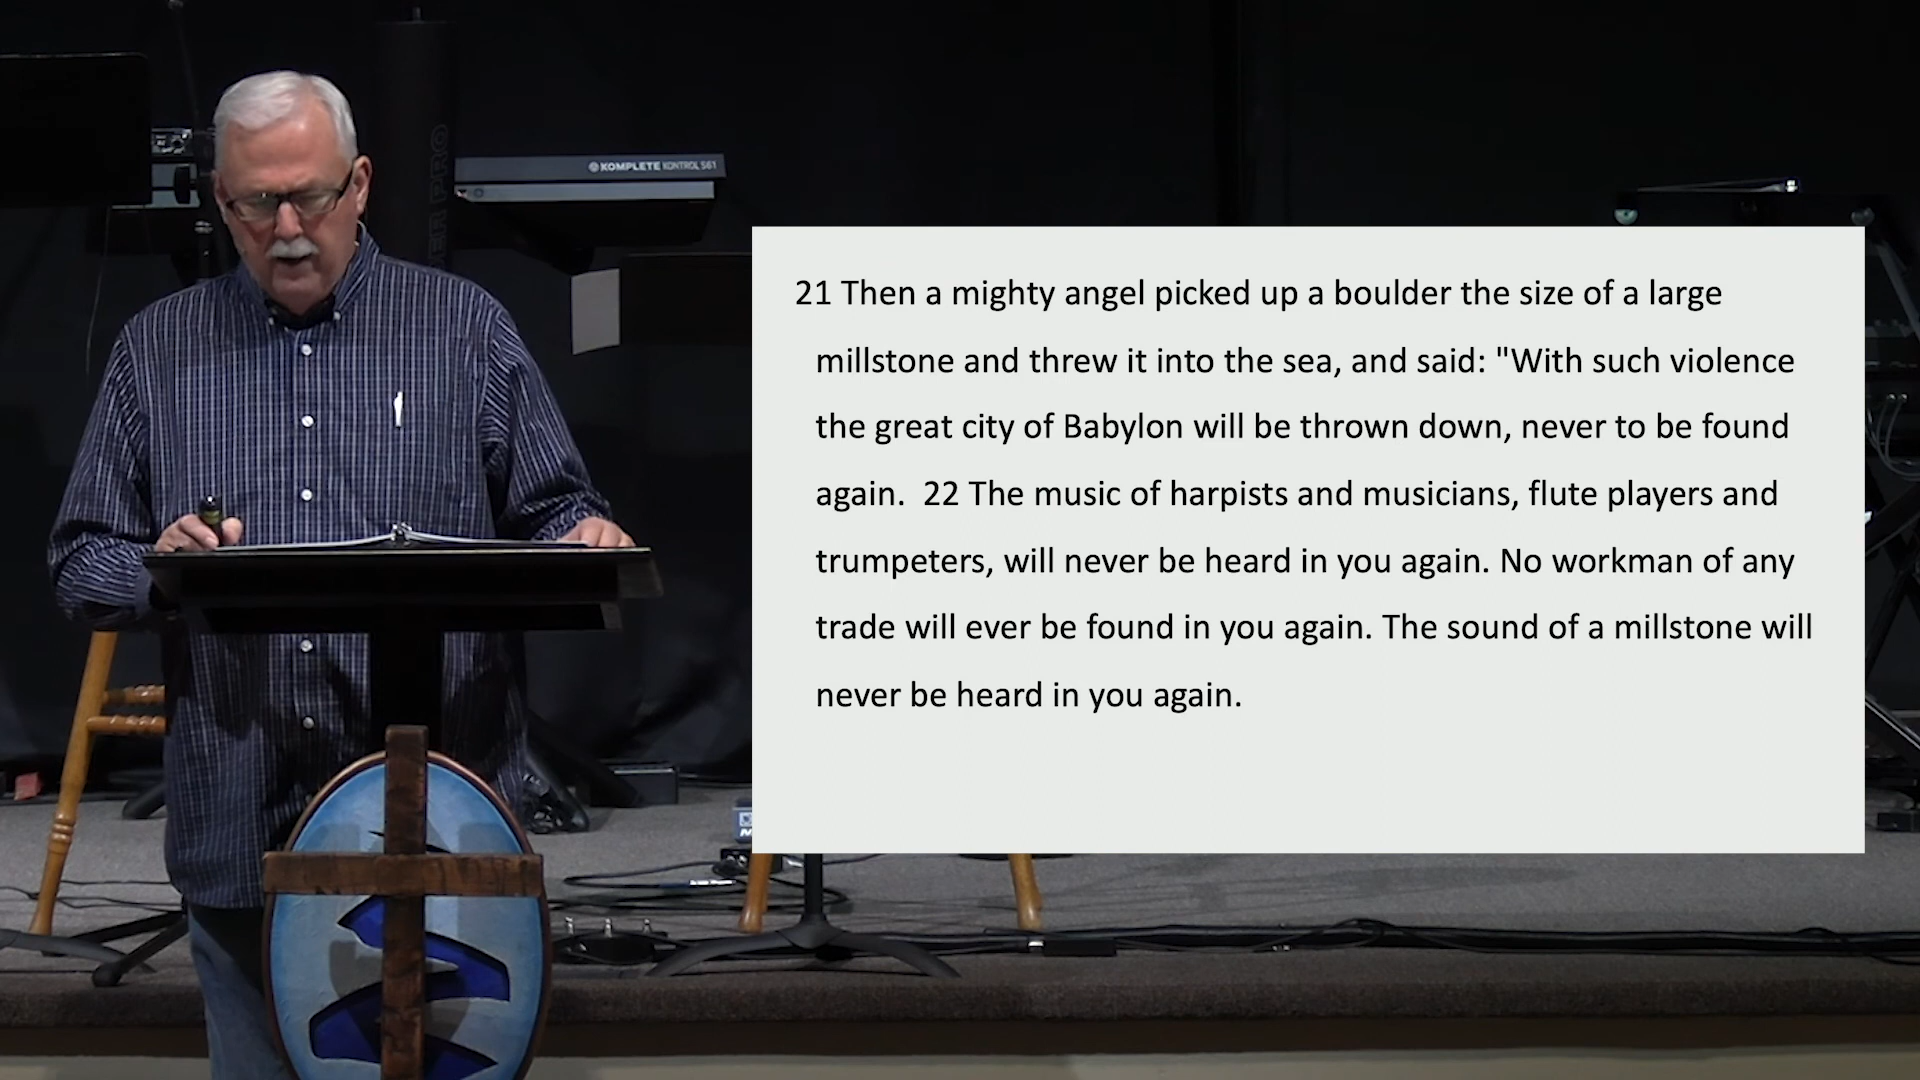 KOMPLETE KONTROL S61
21 Then a mighty angel picked up a boulder the size of a large
millstone and threw it into the sea, and said: "With such violence
the great city of Babylon will be thrown down, never to be found
again.  22 The music of harpists and musicians, flute players and
trumpeters, will never be heard in you again. No workman of any
trade will ever be found in you again. The sound of a millstone will
never be heard in you again.